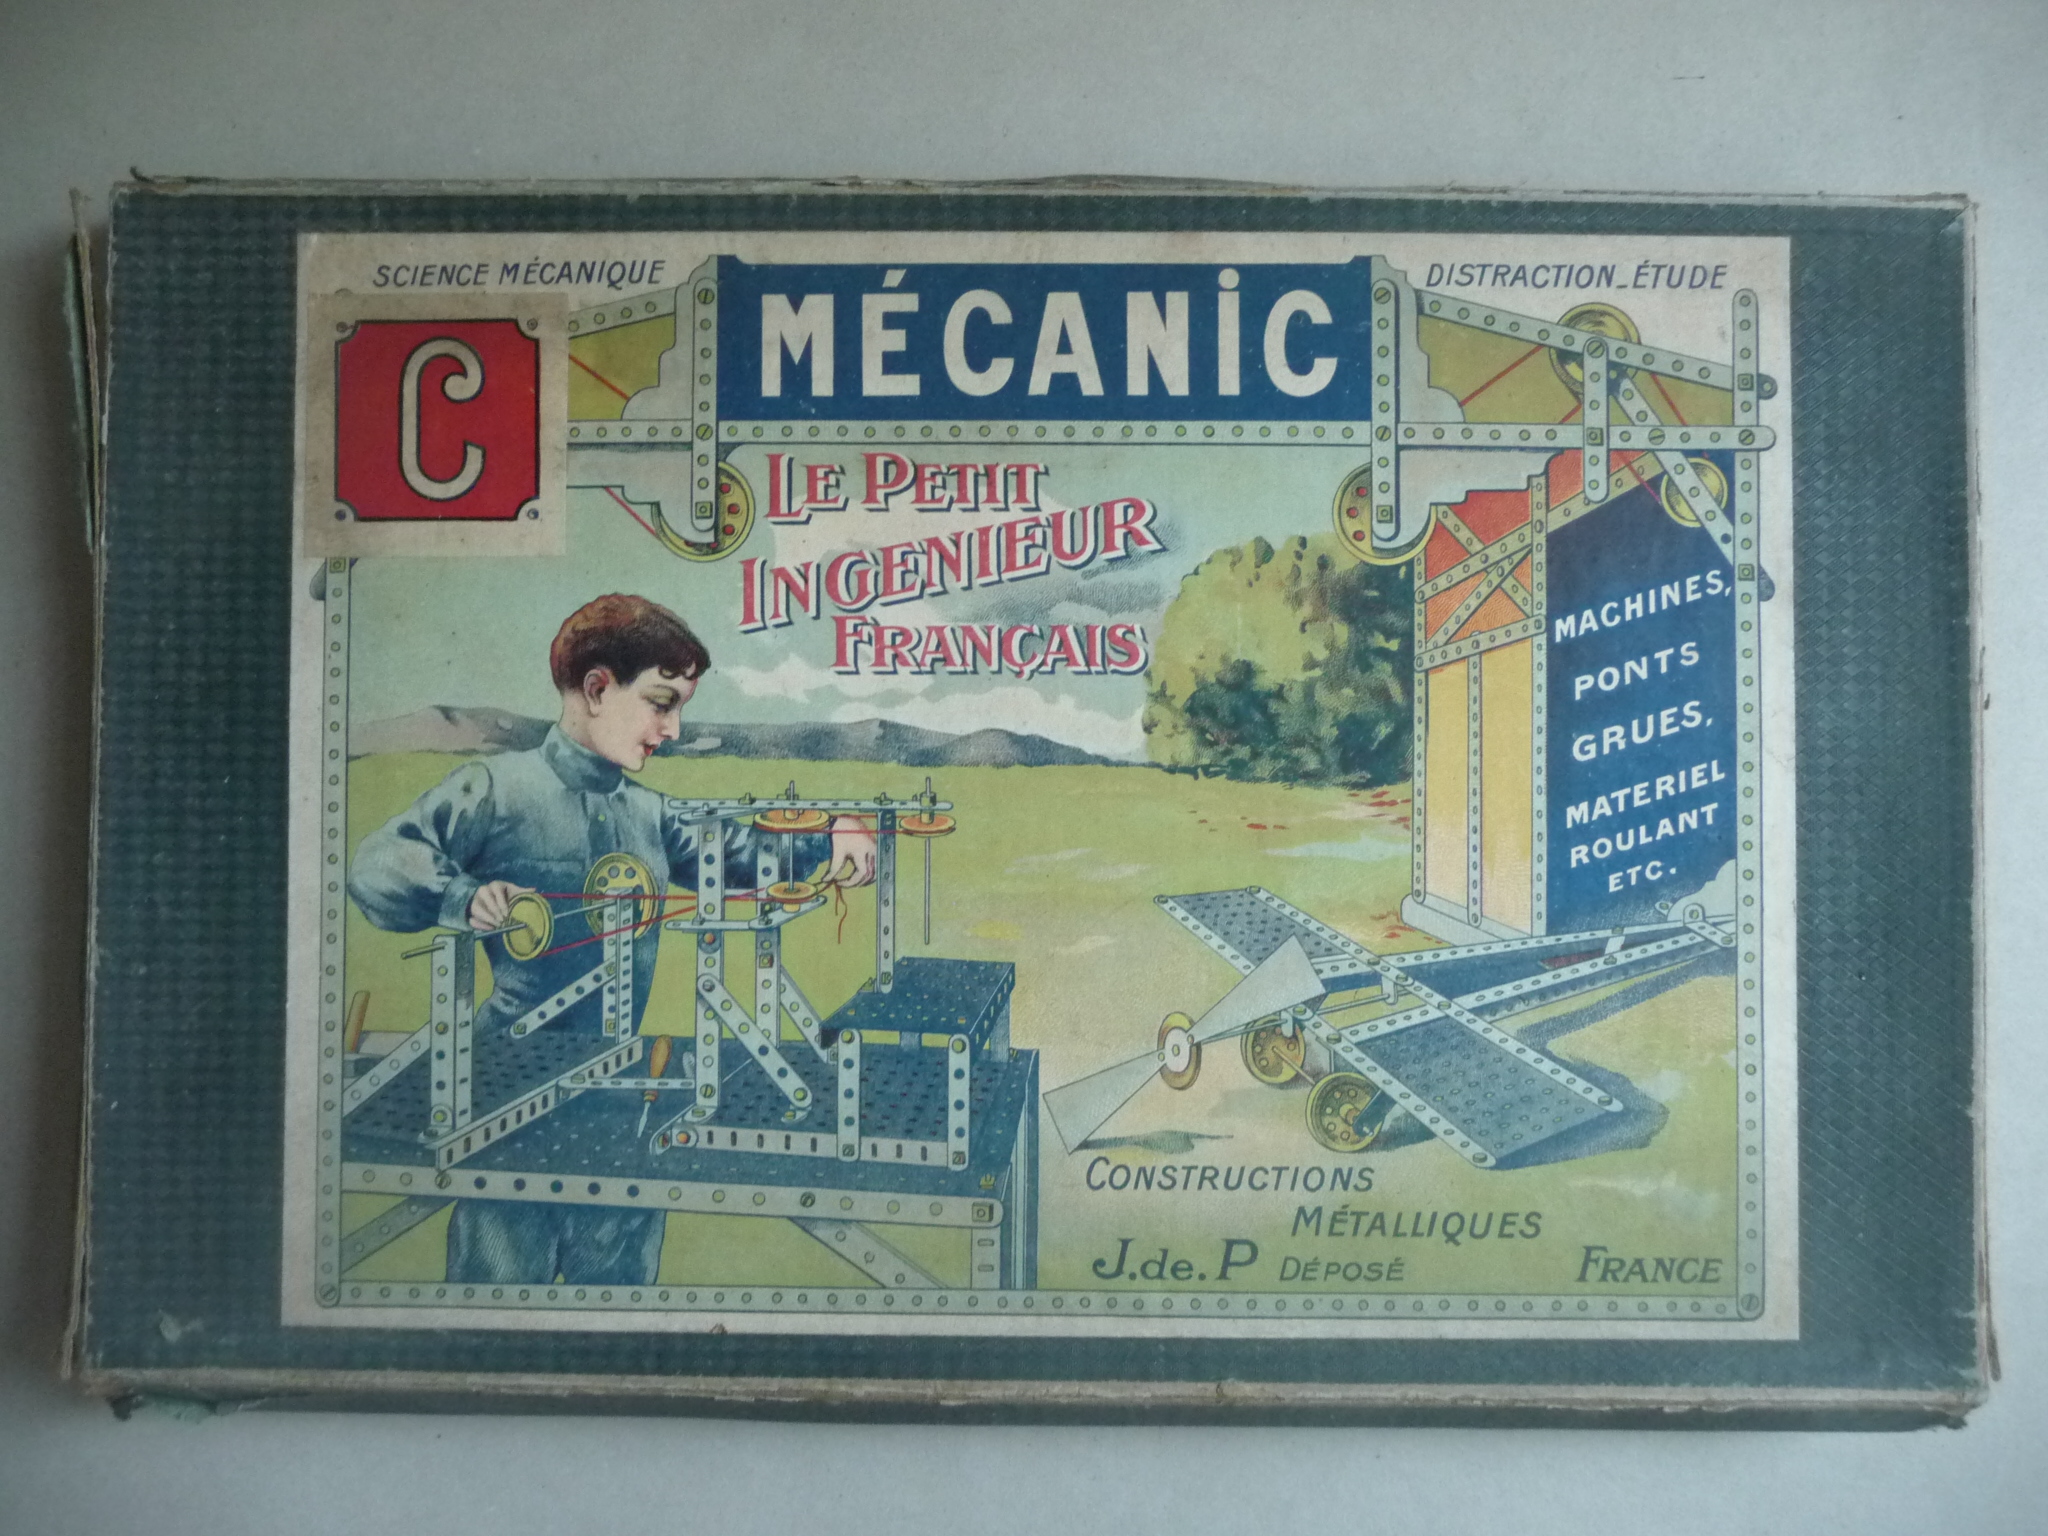 SCIENCE MÉCANIQUE
MÉCANIC
DISTRACTION_ÉTUDE
C
LE PETIT
INGENIEUR
FRANÇAIS
MACHINES,
PONTS
GRUES,
MATERIEL
ROULANT
ETC.
CONSTRUCTIONS
MÉTALLIQUES
J.de.P DÉPOSÉ
FRANCE